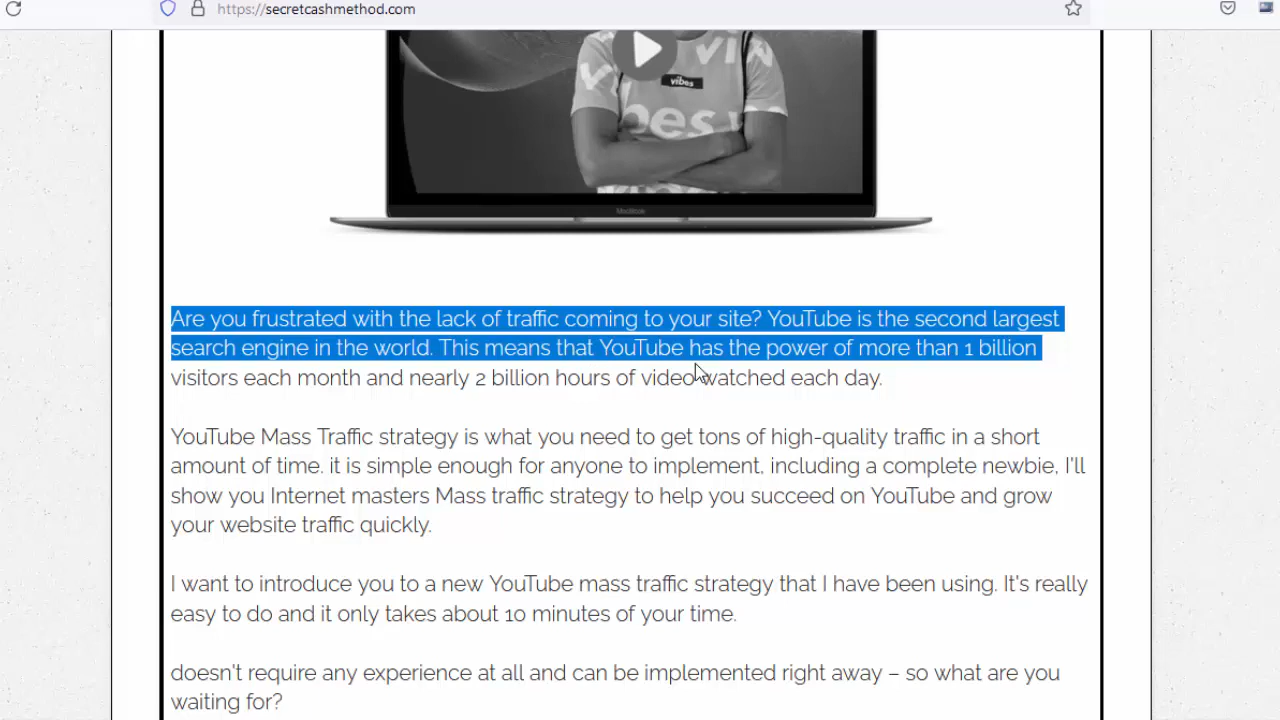 https://secretcashmethod.com
vibes
MacBook
Are you frustrated with the lack of traffic coming to your site? YouTube is the second largest
search engine in the world. This means that YouTube has the power of more than 1 billion
visitors each month and nearly 2 billion hours of video watched each day.
YouTube Mass Traffic strategy is what you need to get tons of high-quality traffic in a short
amount of time. it is simple enough for anyone to implement, including a complete newbie, I'll
show you Internet masters Mass traffic strategy to help you succeed on YouTube and grow
your website traffic quickly.
I want to introduce you to a new YouTube mass traffic strategy that I have been using. It's really
easy to do and it only takes about 10 minutes of your time.
doesn't require any experience at all and can be implemented right away – so what are you
waiting for?